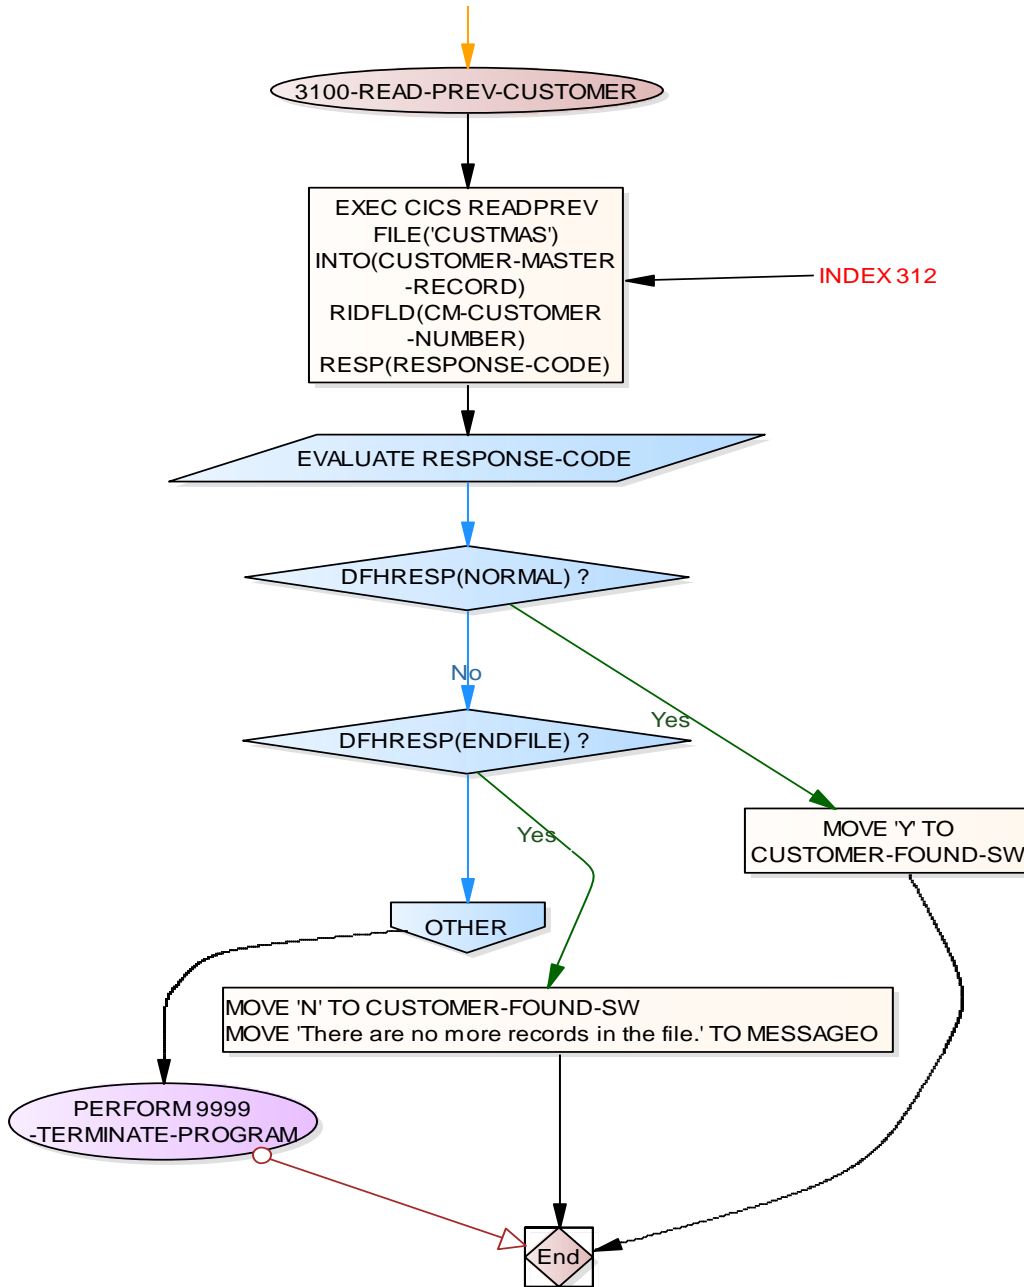 3100-READ-PREV-CUSTOMER
EXEC CICS READPREV
FILE('CUSTMAS')
INTO(CUSTOMER-MASTER
-RECORD)
RIDFLD(CM-CUSTOMER
-NUMBER)
RESP(RESPONSE-CODE)
INDEX 312
EVALUATE RESPONSE-CODE
DFHRESP(NORMAL) ?
No
Yes
DFHRESP(ENDFILE) ?
Yes
MOVE 'Y' TO
CUSTOMER-FOUND-SW
OTHER
MOVE 'N' TO CUSTOMER-FOUND-SW
MOVE 'There are no more records in the file.' TO MESSAGEO
PERFORM 9999
-TERMINATE-PROGRAM
End